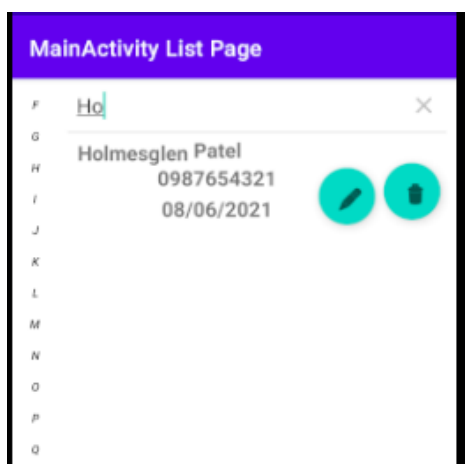 MainActivity List Page
Ho
Holmesglen Patel
0987654321
08/06/2021
F
G
H
I
J
K
L
M
N
O
P
Q